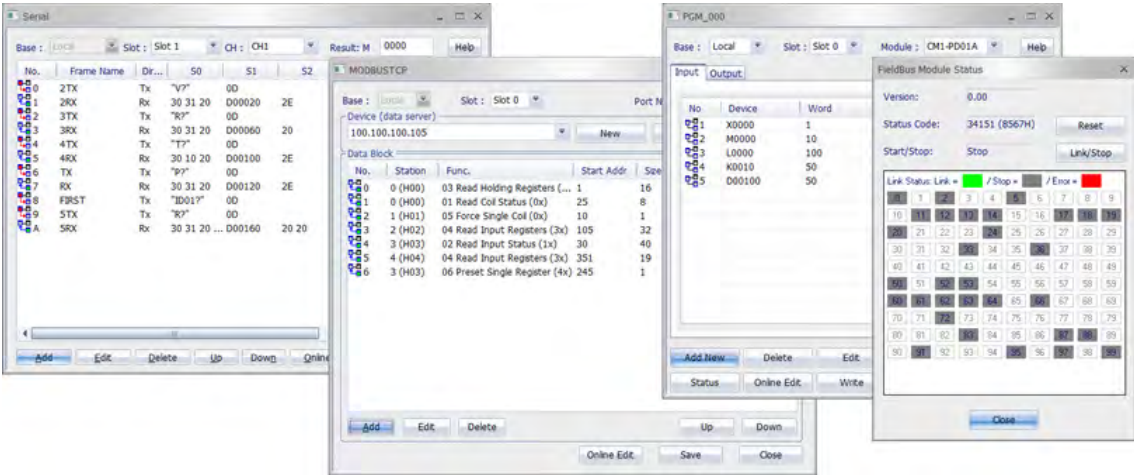 Serial
Base : Local Slot : Slot 1 CH : CH1 Result: M 0000 Help
No. Frame Name Dir... S0 S1 S2
0 2TX Tx "V?" 0D
1 2RX Rx 30 31 20 D00020 2E
2 3TX Tx "R?" 0D
3 3RX Rx 30 31 20 D00060 20
4 4TX Tx "T?" 0D
5 4RX Rx 30 10 20 D00100 2E
6 TX Tx "P?" 0D
7 RX Rx 30 31 20 D00120 2E
8 FIRST Tx "ID01?" 0D
9 5TX Tx "R?" 0D
A 5RX Rx 30 31 20 ... D00160 20 20
Add Edit Delete Up Down Online
MODBUSTCP
Base : Local Slot : Slot 0 Port N
Device (data server)
100.100.100.105 New
Data Block
No. Station Func. Start Addr Size
0 0 (H00) 03 Read Holding Registers (... 1 16
1 0 (H00) 01 Read Coil Status (0x) 25 8
2 1 (H01) 05 Force Single Coil (0x) 10 1
3 2 (H02) 04 Read Input Registers (3x) 105 32
4 3 (H03) 02 Read Input Status (1x) 30 40
5 4 (H04) 04 Read Input Registers (3x) 351 19
6 3 (H03) 06 Preset Single Register (4x) 245 1
Add Edit Delete Up Down
Online Edit Save Close
PGM_000
Base : Local Slot : Slot 0 Module : CM1-PD01A Help
Input Output
No Device Word
1 X0000 1
2 M0000 10
3 L0000 100
4 K0010 50
5 D00100 50
Add New Delete Edit
Status Online Edit Write
FieldBus Module Status
Version: 0.00
Status Code: 34151 (8567H) Reset
Start/Stop: Stop Link/Stop
Link Status: Link = / Stop = / Error =
0 1 2 3 4 5 6 7 8 9
10 11 12 13 14 15 16 17 18 19
20 21 22 23 24 25 26 27 28 29
30 31 32 33 34 35 36 37 38 39
40 41 42 43 44 45 46 47 48 49
50 51 52 53 54 55 56 57 58 59
60 61 62 63 64 65 66 67 68 69
70 71 72 73 74 75 76 77 78 79
80 81 82 83 84 85 86 87 88 89
90 91 92 93 94 95 96 97 98 99
Close